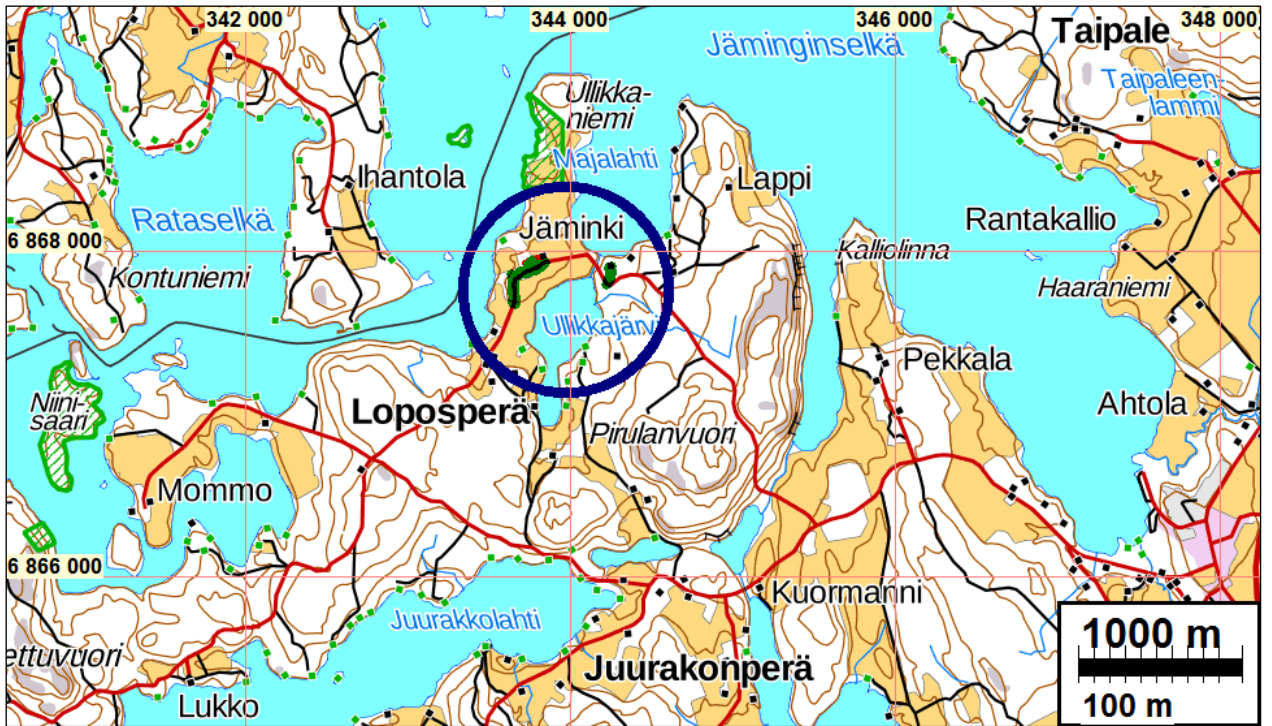 342 000
344 000
346 000
348 000
Taipale
Jäminginselkä
Taipaleen-
lammi
Ullikka-
niemi
Majalahti
Ihantola
Lappi
Rataselkä
Jäminki
Rantakallio
6 868 000
Kalliolinna
Kontuniemi
Haaraniemi
Ullikkajärvi
Pekkala
Niini-
saari
Loposperä
Ahtola
Pirulanvuori
Mommo
6 866 000
Kuormanni
Juurakkolahti
1000 m
ettuvuori
Juurakonperä
100 m
Lukko